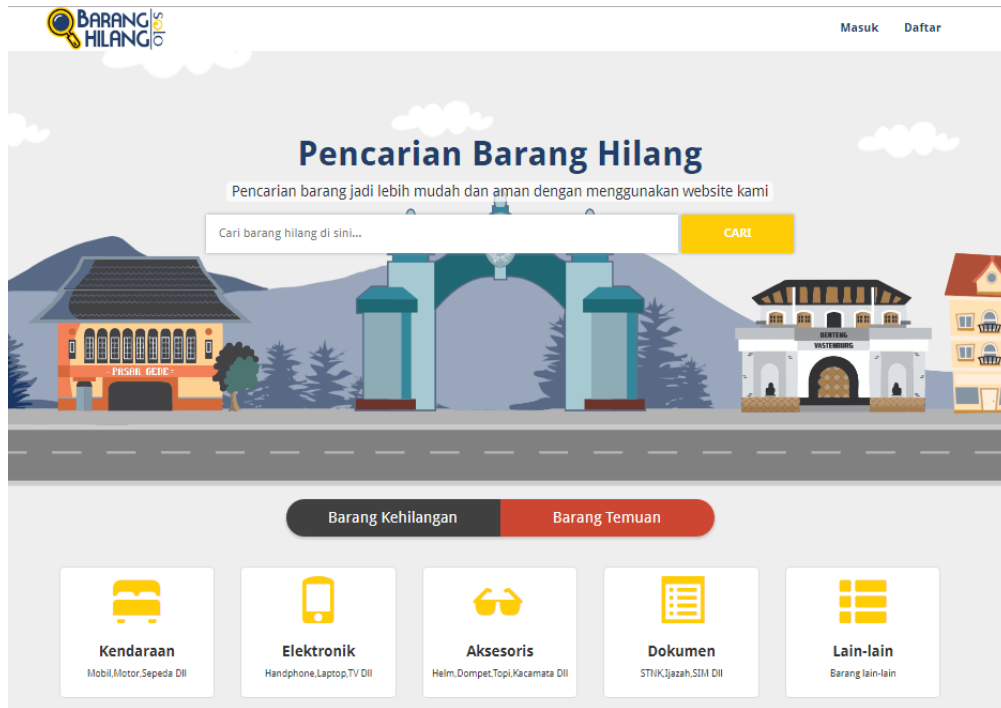 BARANG
HILANG
solo
Masuk Daftar
Pencarian Barang Hilang
Pencarian barang jadi lebih mudah dan aman dengan menggunakan website kami
Cari barang hilang di sini...
CARI
BENTENG
VASTENBURG
- PASAR GEDE -
Barang Kehilangan
Barang Temuan
Kendaraan
Mobil,Motor,Sepeda Dll
Elektronik
Handphone,Laptop,TV Dll
Aksesoris
Helm,Dompet,Topi,Kacamata Dll
Dokumen
STNK,Ijazah,SIM Dll
Lain-lain
Barang lain-lain